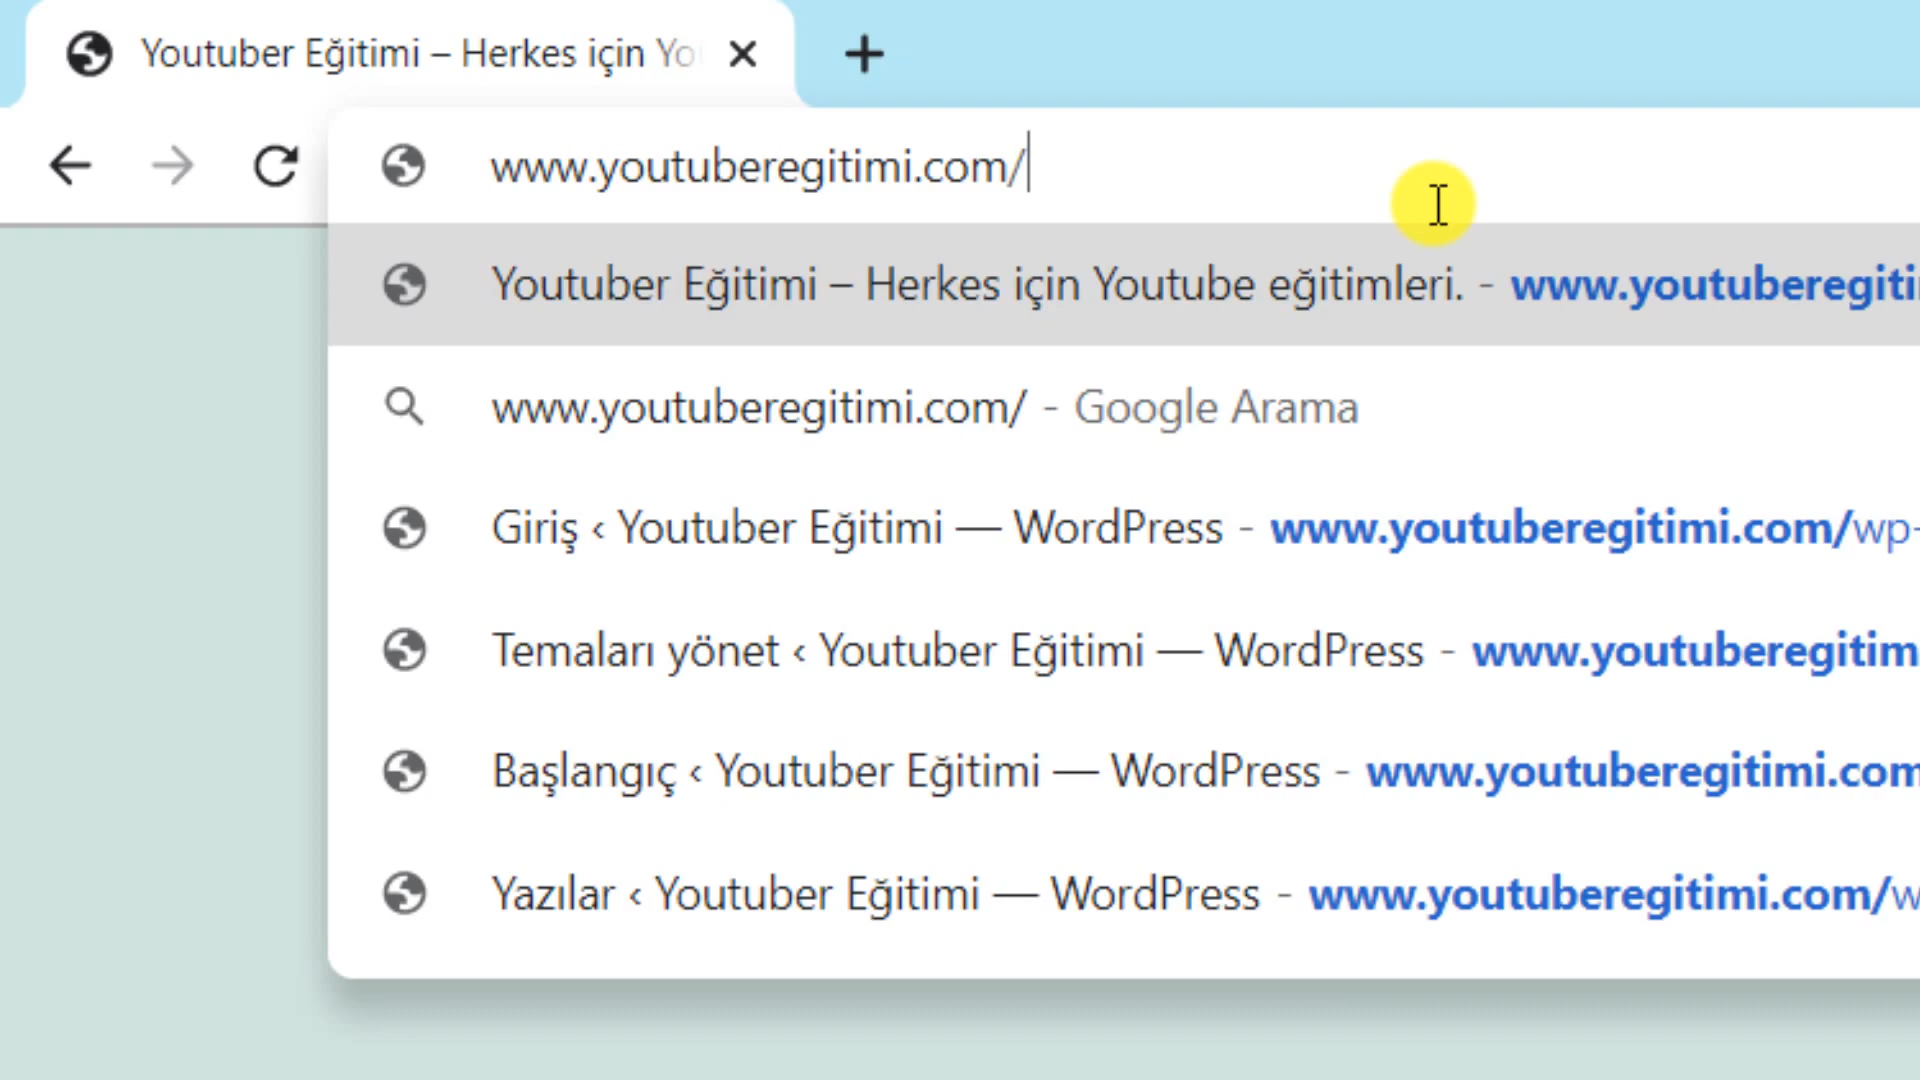 Youtuber Eğitimi – Herkes için Yo
www.youtuberegitimi.com/
Youtuber Eğitimi – Herkes için Youtube eğitimleri. - www.youtuberegiti
www.youtuberegitimi.com/ - Google Arama
Giriş ‹ Youtuber Eğitimi — WordPress - www.youtuberegitimi.com/wp-
Temaları yönet ‹ Youtuber Eğitimi — WordPress - www.youtuberegitim
Başlangıç ‹ Youtuber Eğitimi — WordPress - www.youtuberegitimi.com
Yazılar ‹ Youtuber Eğitimi — WordPress - www.youtuberegitimi.com/w